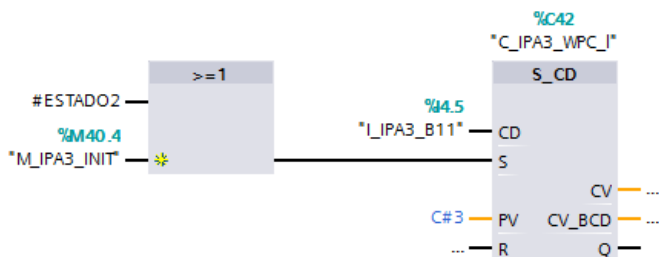 %C42
"C_IPA3_WPC_I"
>=1
S_CD
#ESTADO2
%I4.5
"I_IPA3_B11"
CD
%M40.4
"M_IPA3_INIT"
S
CV
...
C#3
PV
CV_BCD
...
...
R
Q